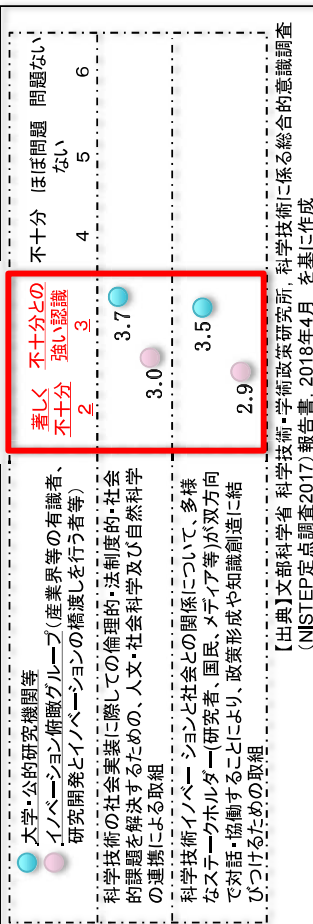 大学・公的研究機関等
イノベーション俯瞰グループ(産業界等の有識者、
研究開発とイノベーションの橋渡しを行う者等)
著しく
不十分
2
不十分との
強い認識
3
不十分
4
ほぼ問題
ない
5
問題ない
6
科学技術の社会実装に際しての倫理的・法制度的・社会
的課題を解決するための、人文・社会科学及び自然科学
の連携による取組
3.7
3.0
科学技術イノベーションと社会との関係について、多様
なステークホルダー(研究者、国民、メディア等)が双方向
で対話・協働することにより、政策形成や知識創造に結
びつけるための取組
3.5
2.9
【出典】文部科学省 科学技術・学術政策研究所, 科学技術に係る総合的意識調査
(NISTEP定点調査2017)報告書, 2018年4月 を基に作成